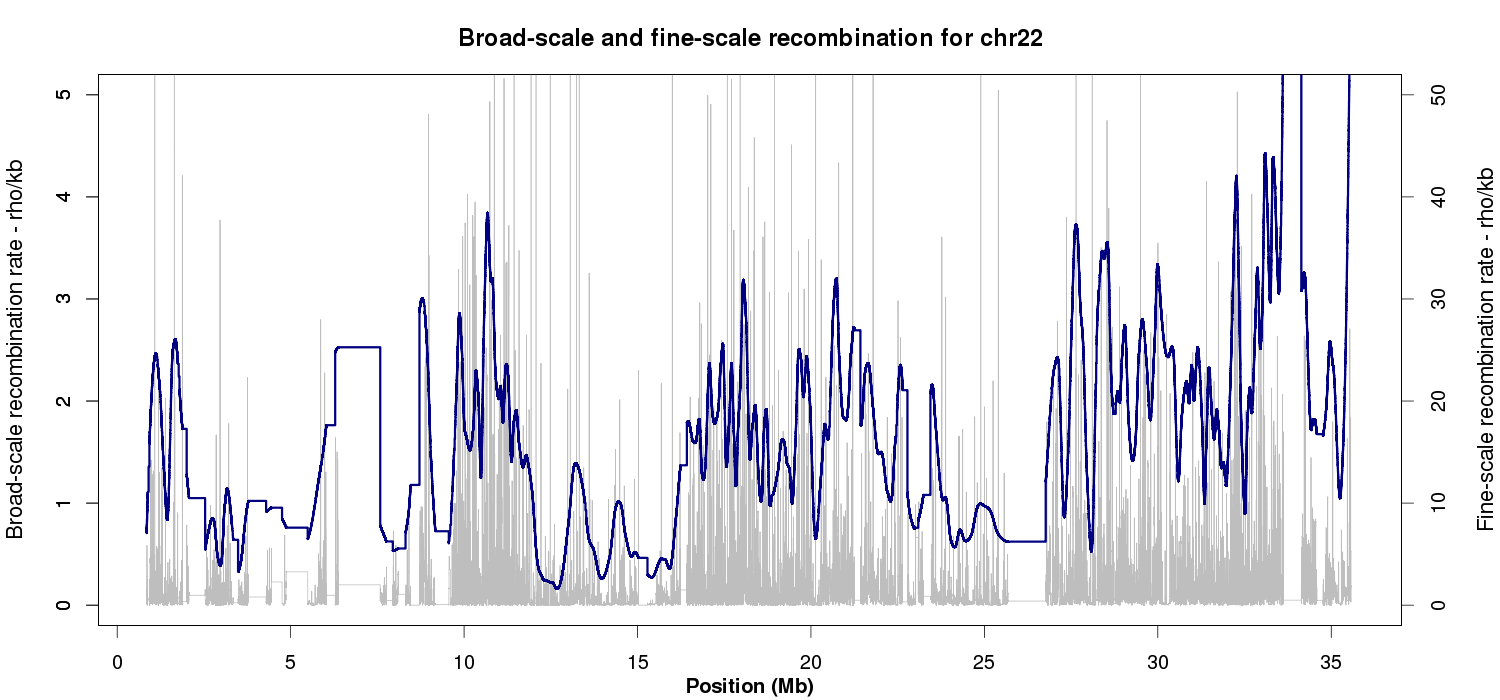 Broad-scale and fine-scale recombination for chr22
Broad-scale recombination rate - rho/kb
5
4
3
2
1
0
50
40
30
20
10
0
Fine-scale recombination rate - rho/kb
0 5 10 15 20 25 30 35
Position (Mb)